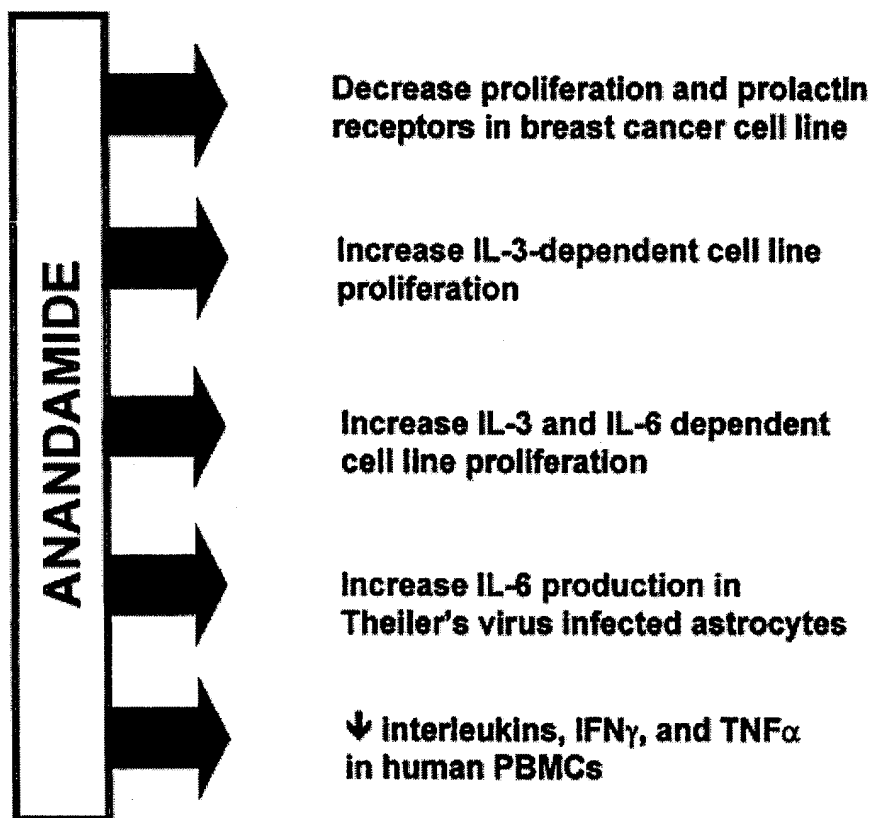 ANANDAMIDE
Decrease proliferation and prolactin
receptors in breast cancer cell line
Increase IL-3-dependent cell line
proliferation
Increase IL-3 and IL-6 dependent
cell line proliferation
Increase IL-6 production in
Theiler's virus infected astrocytes
↓ interleukins, IFNγ, and TNFα
in human PBMCs